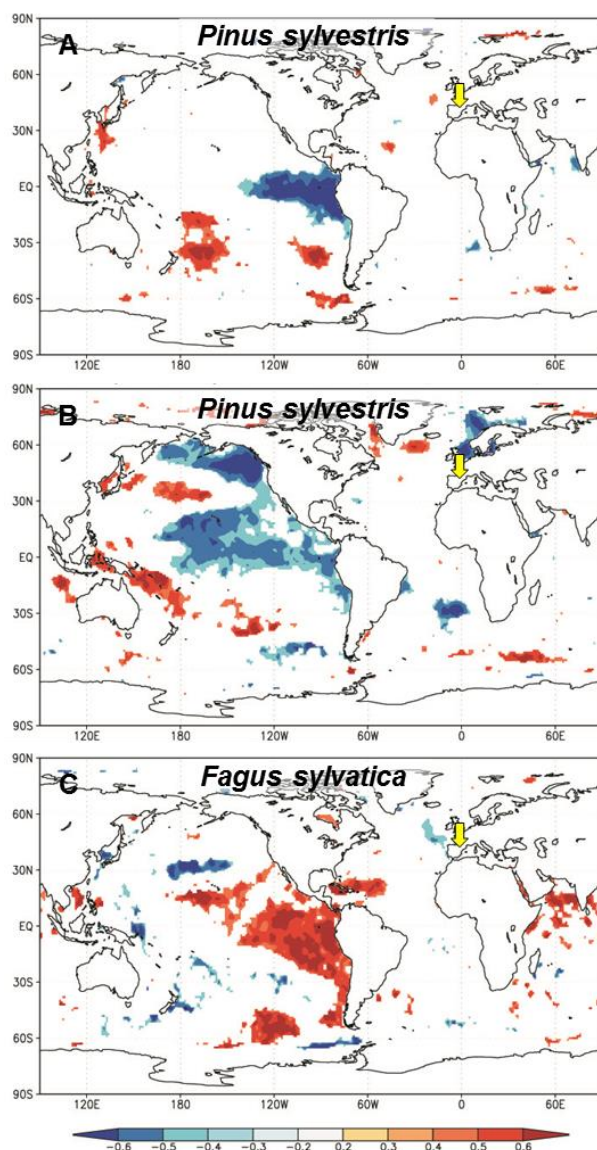 A Pinus sylvestris
90N
60N
30N
EQ
30S
60S
90S
120E 180 120W 60W 0 60E
B Pinus sylvestris
90N
60N
30N
EQ
30S
60S
90S
120E 180 120W 60W 0 60E
C Fagus sylvatica
90N
60N
30N
EQ
30S
60S
90S
120E 180 120W 60W 0 60E
-0.6 -0.5 -0.4 -0.3 -0.2 0.2 0.3 0.4 0.5 0.6